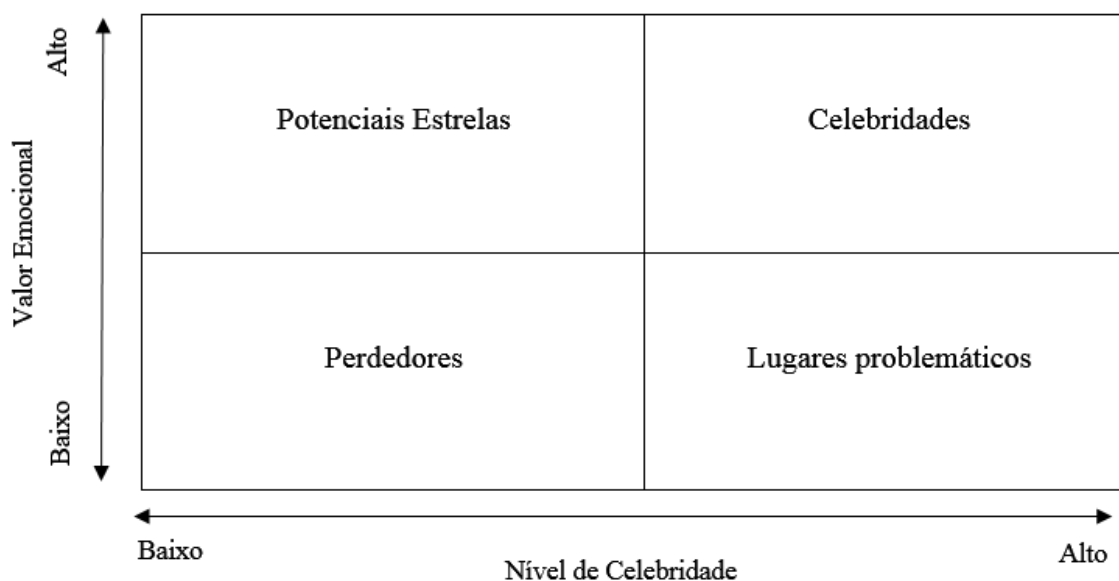 Alto
Potenciais Estrelas
Celebridades
Valor Emocional
Perdedores
Lugares problemáticos
Baixo
Baixo
Alto
Nível de Celebridade